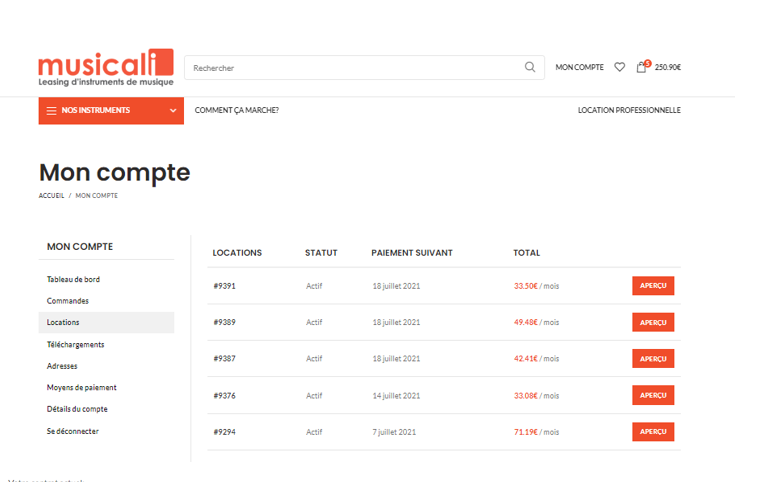 musicali
Leasing d'instruments de musique
Rechercher
MON COMPTE
5
250.90€
NOS INSTRUMENTS
COMMENT ÇA MARCHE?
LOCATION PROFESSIONNELLE
Mon compte
ACCUEIL / MON COMPTE
MON COMPTE
Tableau de bord
Commandes
Locations
Téléchargements
Adresses
Moyens de paiement
Détails du compte
Se déconnecter
LOCATIONS STATUT PAIEMENT SUIVANT TOTAL
#9391 Actif 18 juillet 2021 33.50€ / mois APERÇU
#9389 Actif 18 juillet 2021 49.48€ / mois APERÇU
#9387 Actif 18 juillet 2021 42.41€ / mois APERÇU
#9376 Actif 14 juillet 2021 33.08€ / mois APERÇU
#9294 Actif 7 juillet 2021 71.19€ / mois APERÇU